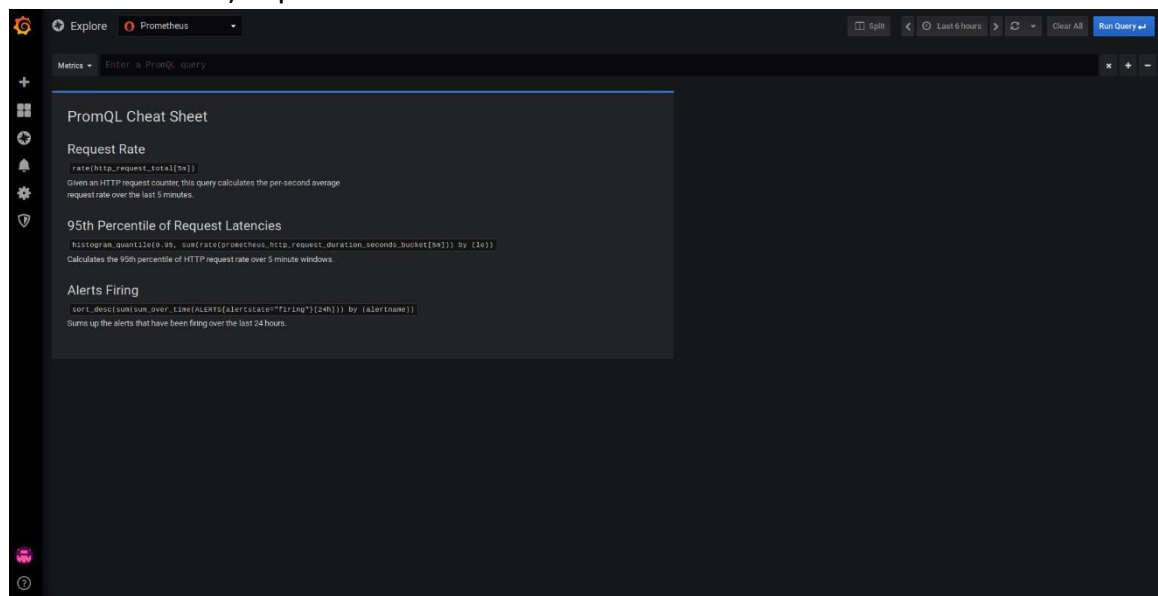 Explore
Prometheus
Split
Last 6 hours
Clear All
Run Query
Metrics
Enter a PromQL query
PromQL Cheat Sheet
Request Rate
rate(http_request_total[5m])
Given an HTTP request counter, this query calculates the per-second average
request rate over the last 5 minutes.
95th Percentile of Request Latencies
histogram_quantile(0.95, sum(rate(prometheus_http_request_duration_seconds_bucket[5m])) by (le))
Calculates the 95th percentile of HTTP request rate over 5 minute windows.
Alerts Firing
sort_desc(sum(sum_over_time(ALERTS{alertstate="firing"}[24h])) by (alertname))
Sums up the alerts that have been firing over the last 24 hours.